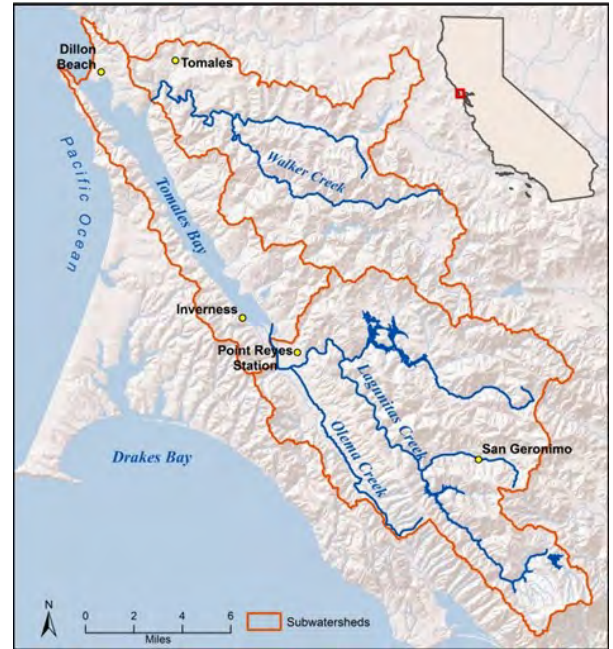 Dillon
Beach
Tomales
Walker Creek
Pacific Ocean
Tomales Bay
Inverness
Point Reyes
Station
Lagunitas Creek
Olema Creek
San Geronimo
Drakes Bay
N
0 2 4 6
Miles
Subwatersheds